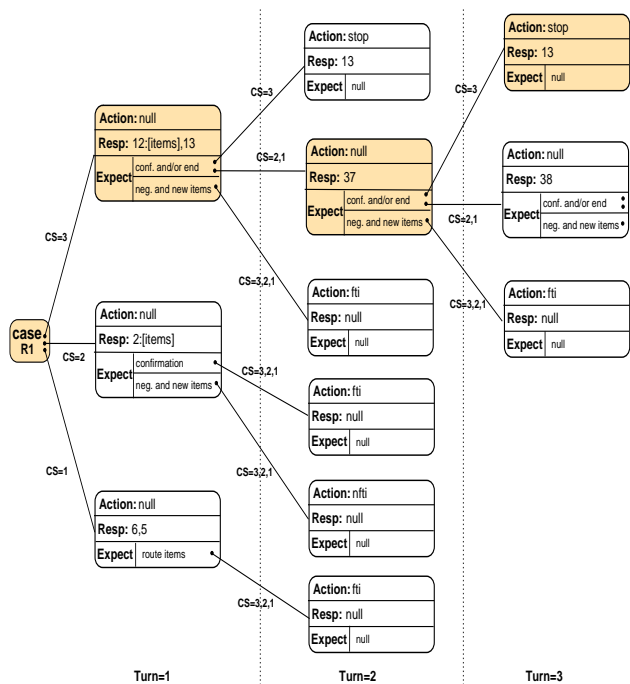 case
R1
CS=3
CS=2
CS=1
Action: null
Resp: 12:[items],13
Expect
conf. and/or end
neg. and new items
Action: null
Resp: 2:[items]
Expect
confirmation
neg. and new items
Action: null
Resp: 6,5
Expect
route items
CS=3
CS=2,1
CS=3,2,1
CS=3,2,1
CS=3,2,1
CS=3,2,1
Action: stop
Resp: 13
Expect null
Action: null
Resp: 37
Expect
conf. and/or end
neg. and new items
Action: fti
Resp: null
Expect null
Action: fti
Resp: null
Expect null
Action: nfti
Resp: null
Expect null
Action: fti
Resp: null
Expect null
CS=3
CS=2,1
CS=3,2,1
Action: stop
Resp: 13
Expect null
Action: null
Resp: 38
Expect
conf. and/or end
neg. and new items
Action: fti
Resp: null
Expect null
Turn=1
Turn=2
Turn=3